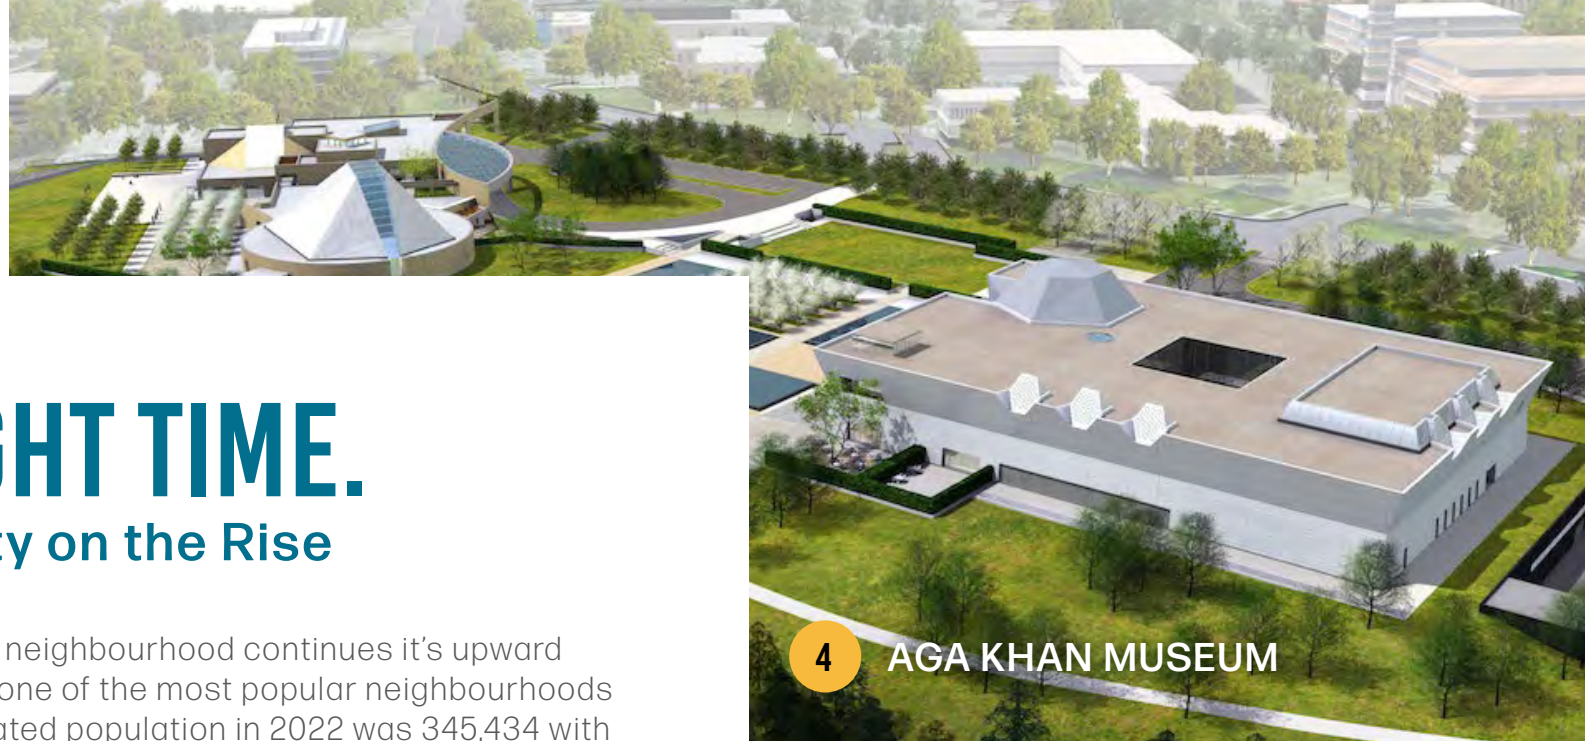 GHT TIME.
ty on the Rise
neighbourhood continues it's upward
one of the most popular neighbourhoods
ated population in 2022 was 345,434 with
4 AGA KHAN MUSEUM